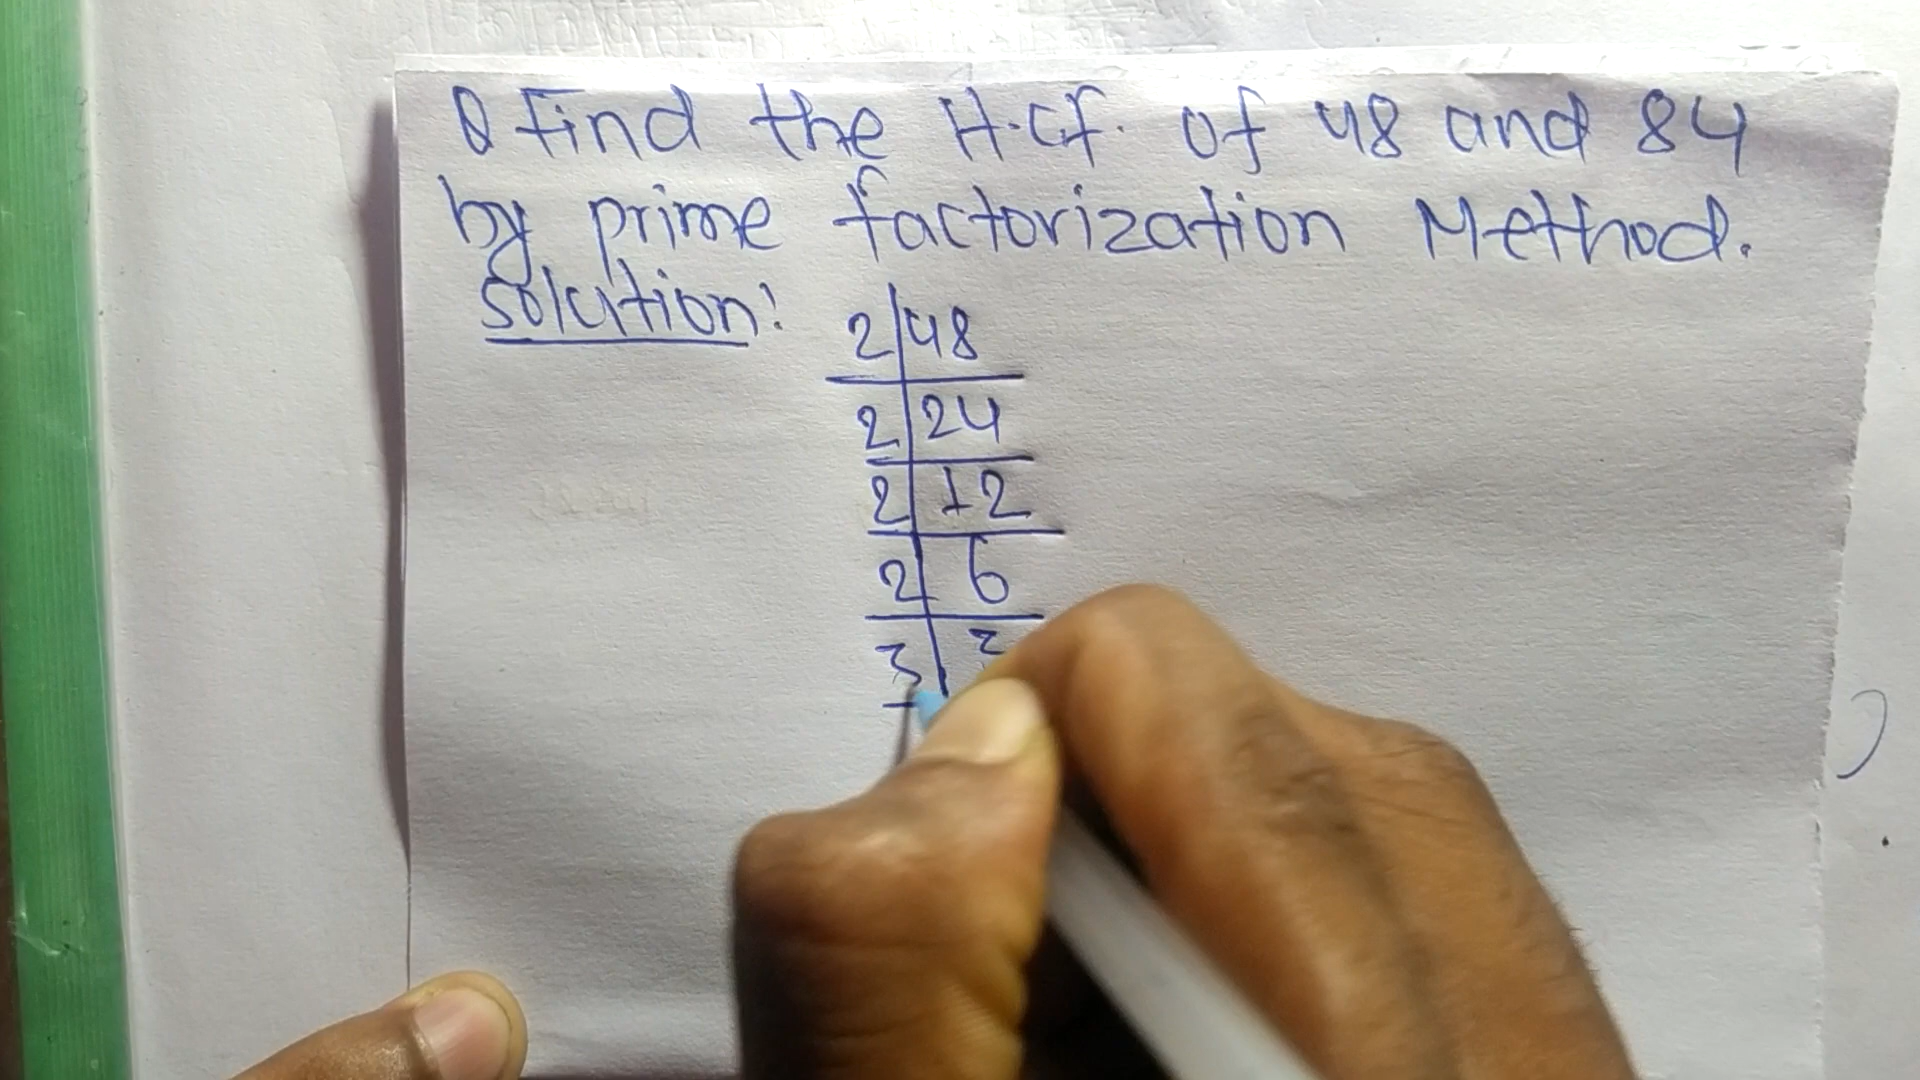 Q Find the H.C.F. of 48 and 84
by prime factorization Method.
solution:
2 48
2 24
2 12
2 6
3 3